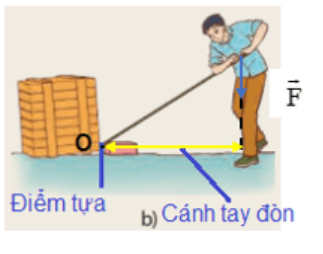 F
O
Điểm tựa
b) Cánh tay đòn